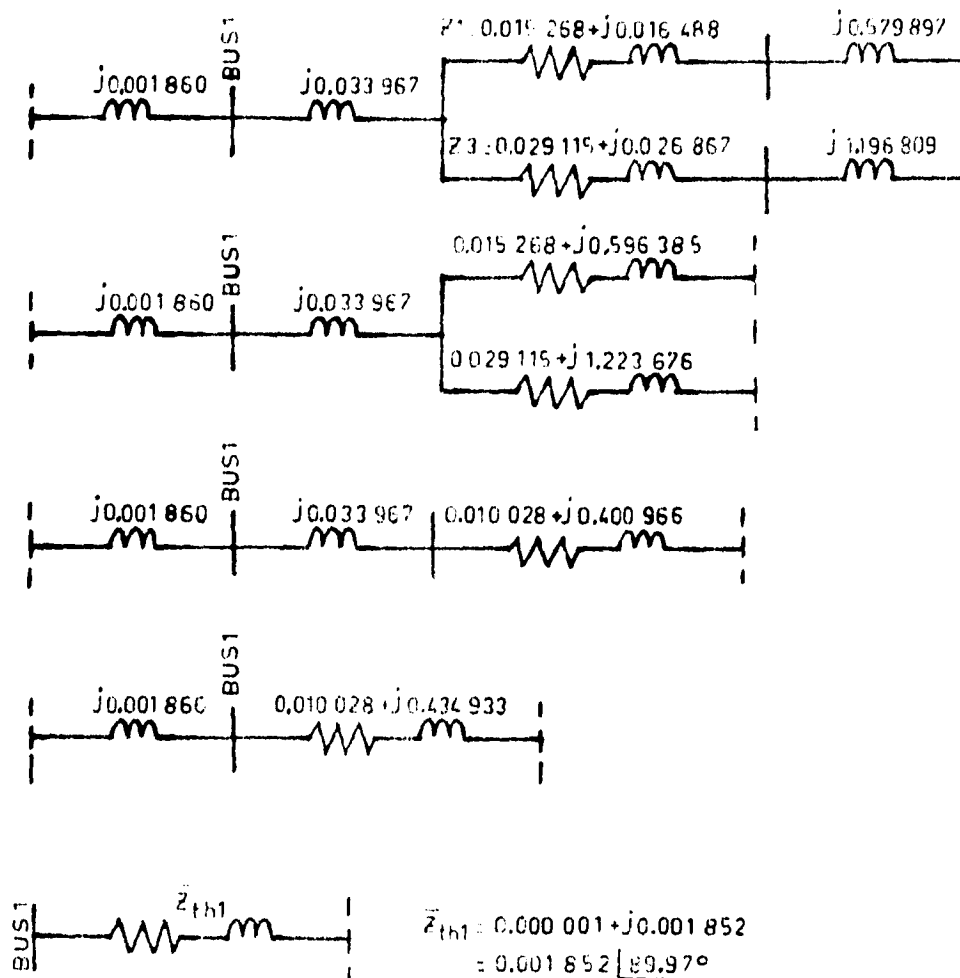 Z1: 0.015 268+j0.016 488
j0.579 897
j0.001 860
BUS1
j0.033 967
Z3:0.029 115+j0.026 867
j1.196 809
0.015 268+j0.596 385
j0.001 860
BUS1
j0.033 967
0.029 115+j1.223 676
j0.001 860
BUS1
j0.033 967
0.010 028+j0.400 966
j0.001 860
BUS1
0.010 028+j0.434 933
BUS1
Z̄th1
Z̄th1 = 0.000 001+j0.001 852
= 0.001 852 ⌊89.97°